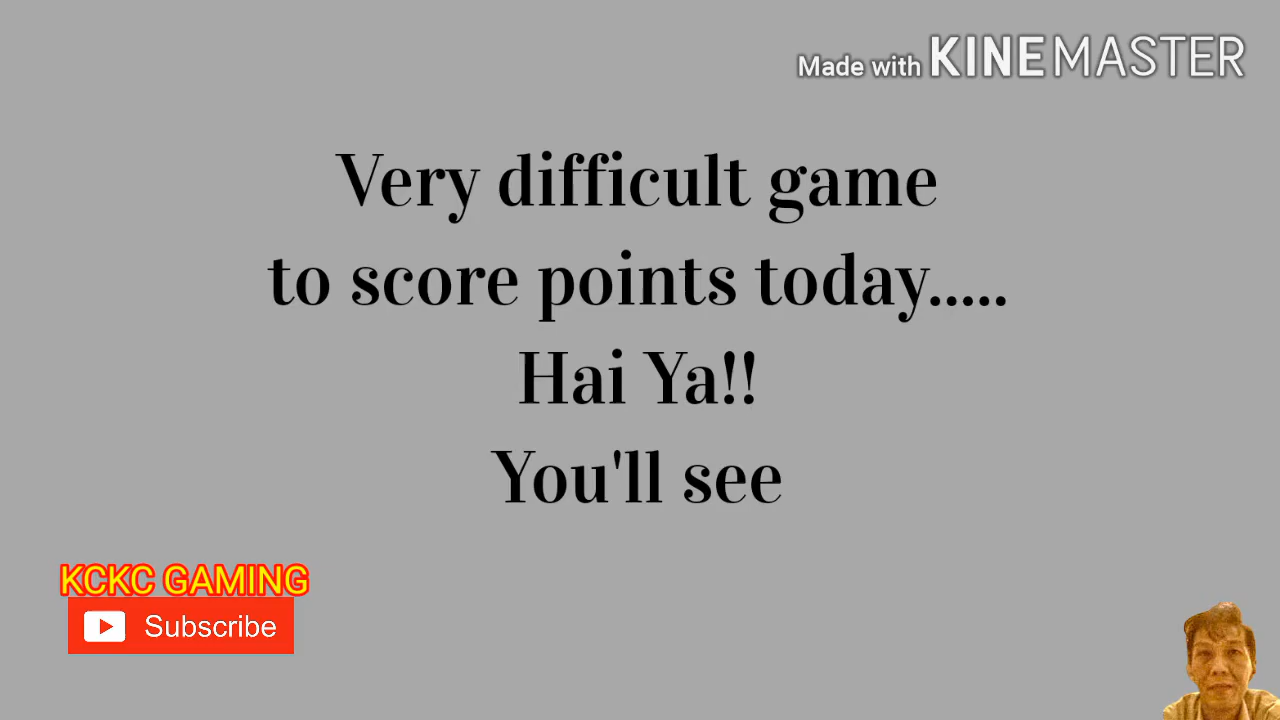 Made with KINEMASTER
Very difficult game
to score points today.....
Hai Ya!!
You'll see
KCKC GAMING
Subscribe